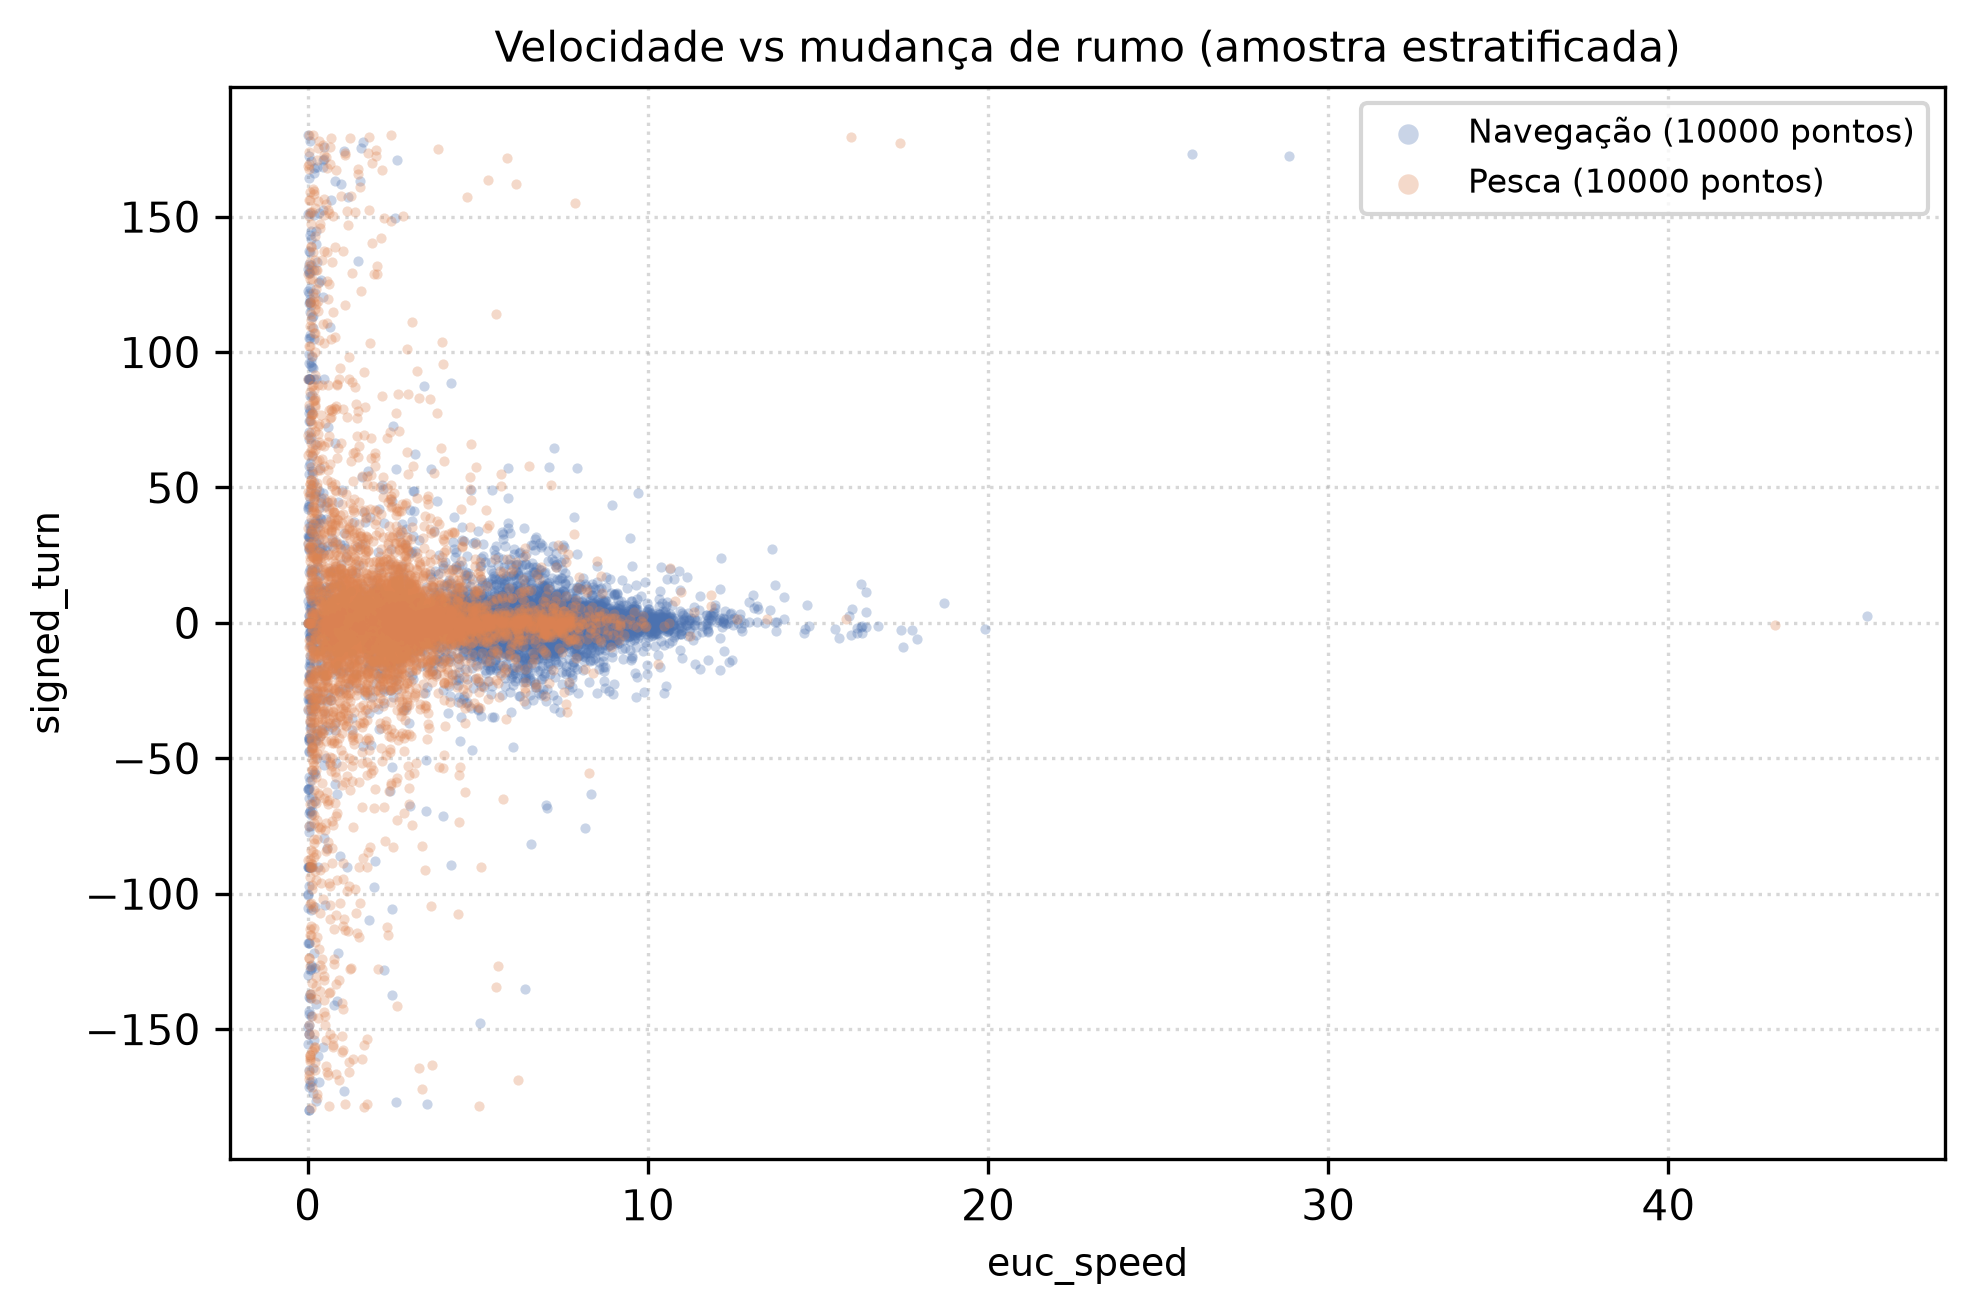 Velocidade vs mudança de rumo (amostra estratificada)
Navegação (10000 pontos)
Pesca (10000 pontos)
150
100
50
0
−50
−100
−150
signed_turn
0 10 20 30 40
euc_speed